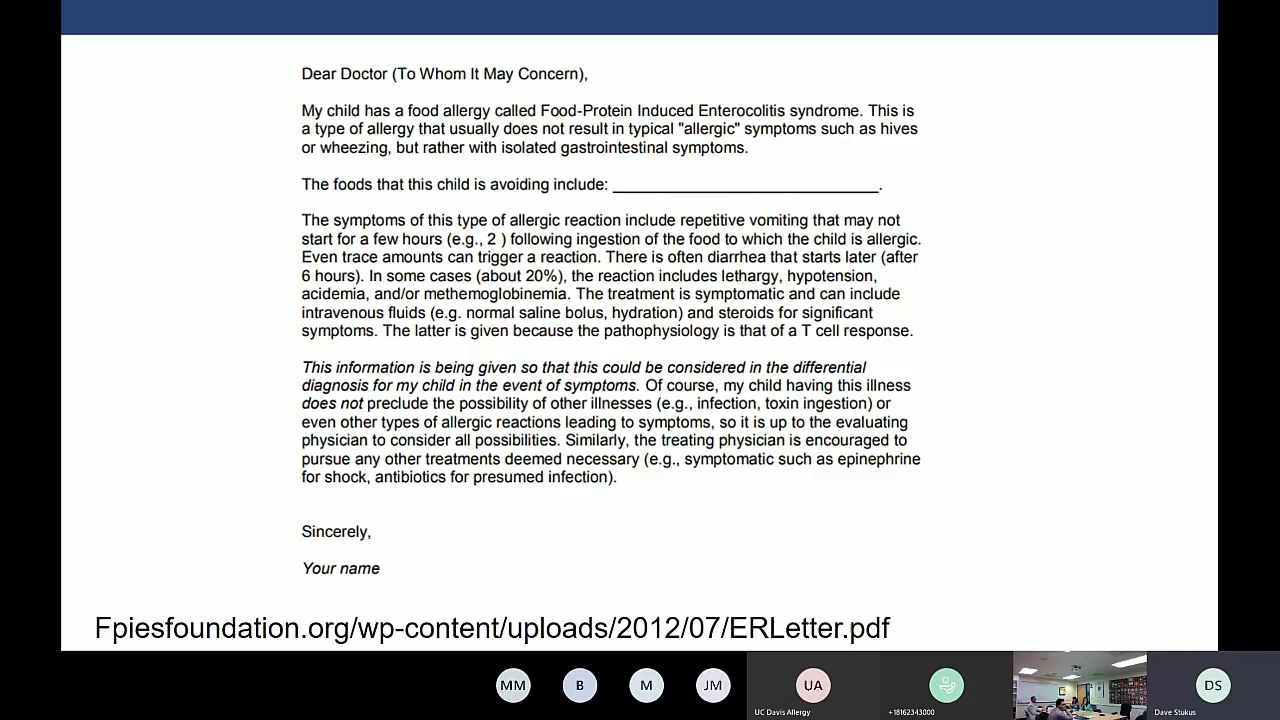 Dear Doctor (To Whom It May Concern),
My child has a food allergy called Food-Protein Induced Enterocolitis syndrome. This is
a type of allergy that usually does not result in typical "allergic" symptoms such as hives
or wheezing, but rather with isolated gastrointestinal symptoms.
The foods that this child is avoiding include: ________________________________.
The symptoms of this type of allergic reaction include repetitive vomiting that may not
start for a few hours (e.g., 2 ) following ingestion of the food to which the child is allergic.
Even trace amounts can trigger a reaction. There is often diarrhea that starts later (after
6 hours). In some cases (about 20%), the reaction includes lethargy, hypotension,
acidemia, and/or methemoglobinemia. The treatment is symptomatic and can include
intravenous fluids (e.g. normal saline bolus, hydration) and steroids for significant
symptoms. The latter is given because the pathophysiology is that of a T cell response.
This information is being given so that this could be considered in the differential
diagnosis for my child in the event of symptoms. Of course, my child having this illness
does not preclude the possibility of other illnesses (e.g., infection, toxin ingestion) or
even other types of allergic reactions leading to symptoms, so it is up to the evaluating
physician to consider all possibilities. Similarly, the treating physician is encouraged to
pursue any other treatments deemed necessary (e.g., symptomatic such as epinephrine
for shock, antibiotics for presumed infection).
Sincerely,
Your name
Fpiesfoundation.org/wp-content/uploads/2012/07/ERLetter.pdf
MM B M JM UA DS
UC Davis Allergy +18162343000 Dave Stukus